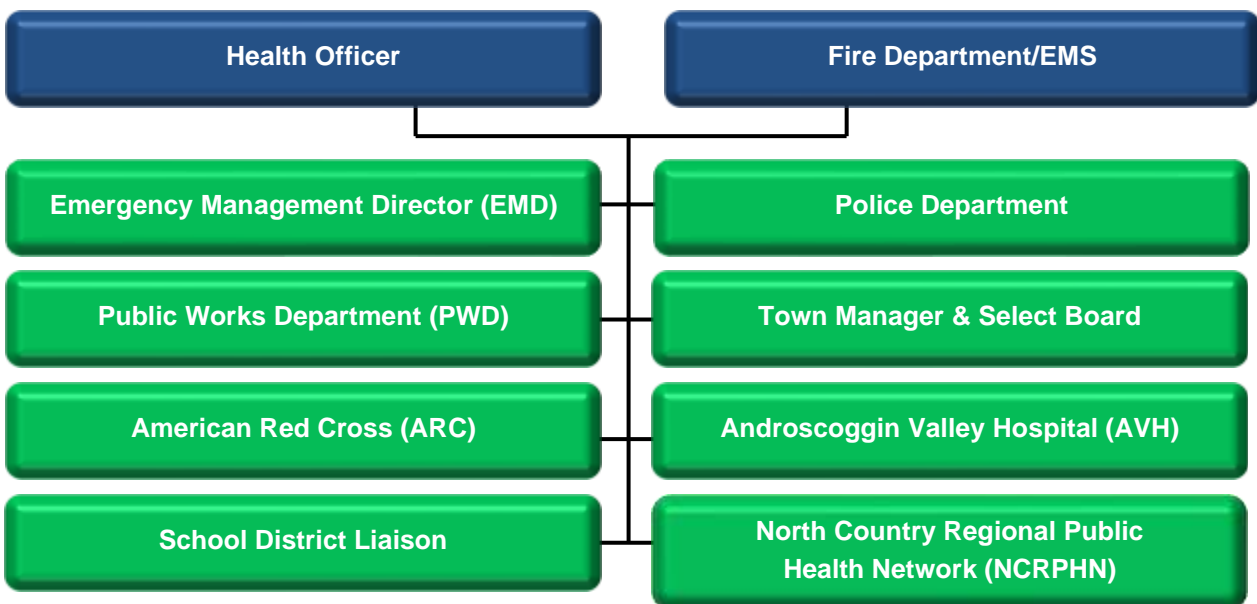 Health Officer
Fire Department/EMS
Emergency Management Director (EMD)
Police Department
Public Works Department (PWD)
Town Manager & Select Board
American Red Cross (ARC)
Androscoggin Valley Hospital (AVH)
School District Liaison
North Country Regional Public
Health Network (NCRPHN)